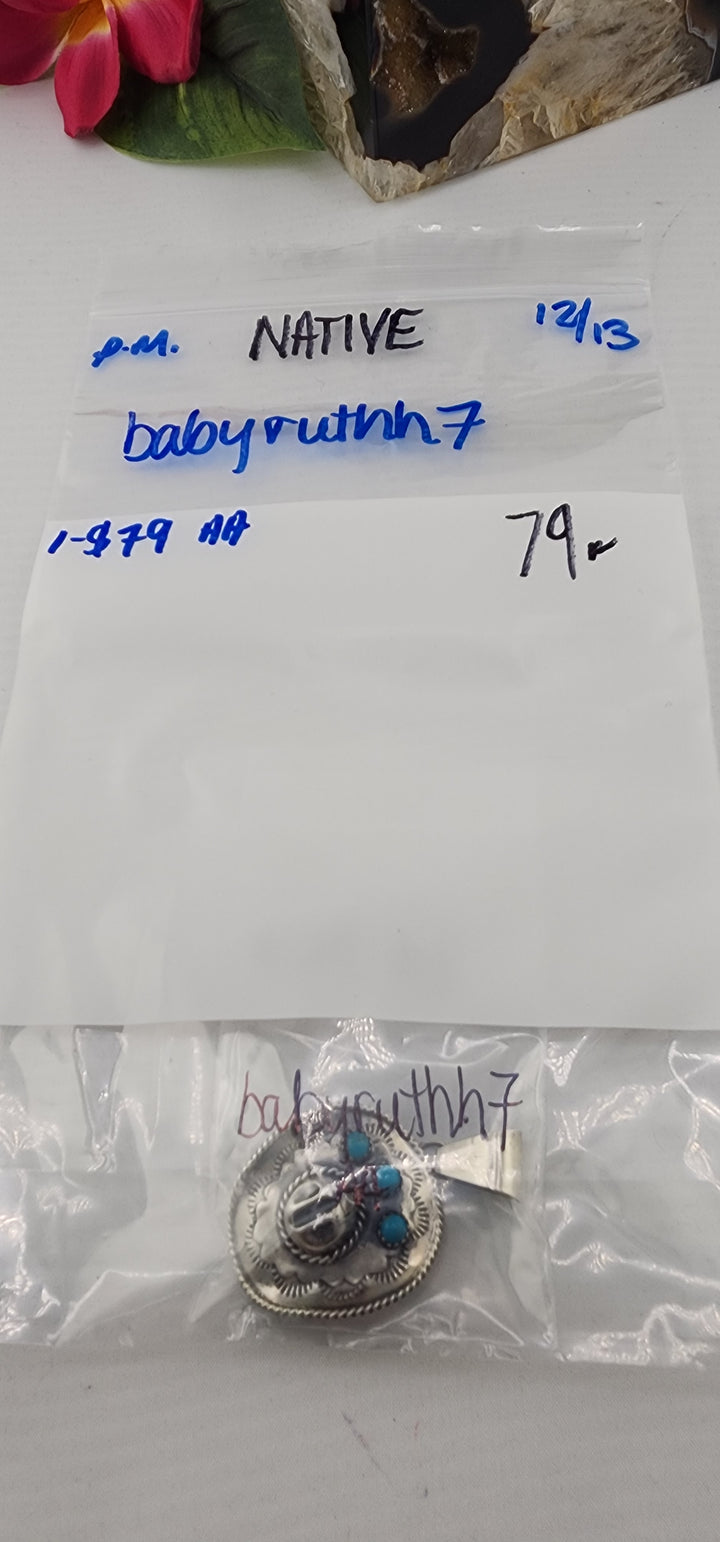 P.M. NATIVE 12/13
babyruthh7
1-$79 AA 79
babyruthh7